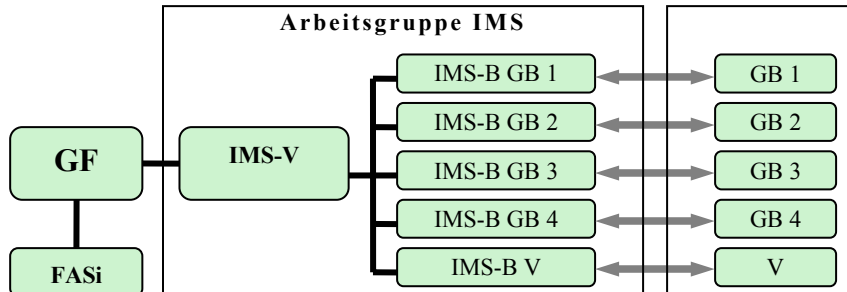 Arbeitsgruppe IMS
IMS-B GB 1
GB 1
IMS-B GB 2
GB 2
GF
IMS-V
IMS-B GB 3
GB 3
IMS-B GB 4
GB 4
FASi
IMS-B V
V